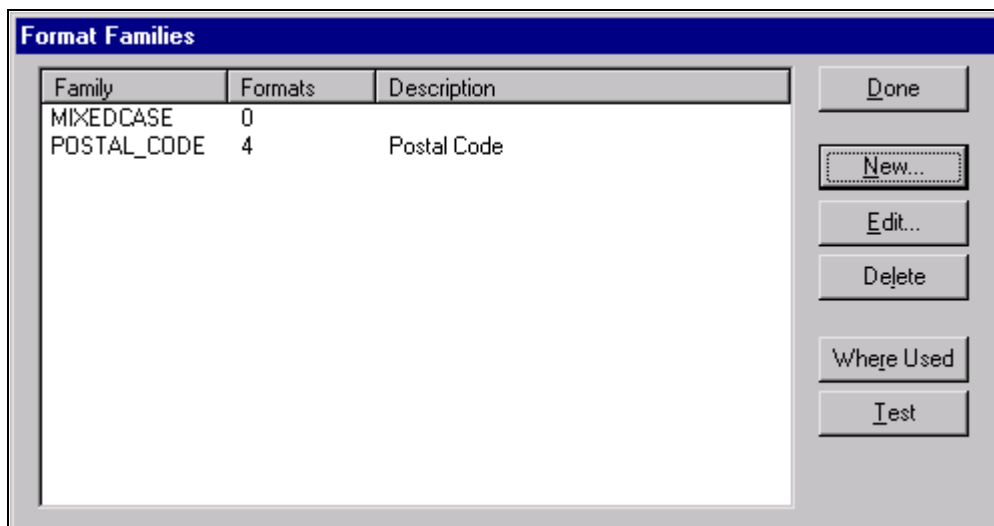 Format Families
Family Formats Description
MIXEDCASE 0
POSTAL_CODE 4 Postal Code
Done
New...
Edit...
Delete
Where Used
Test